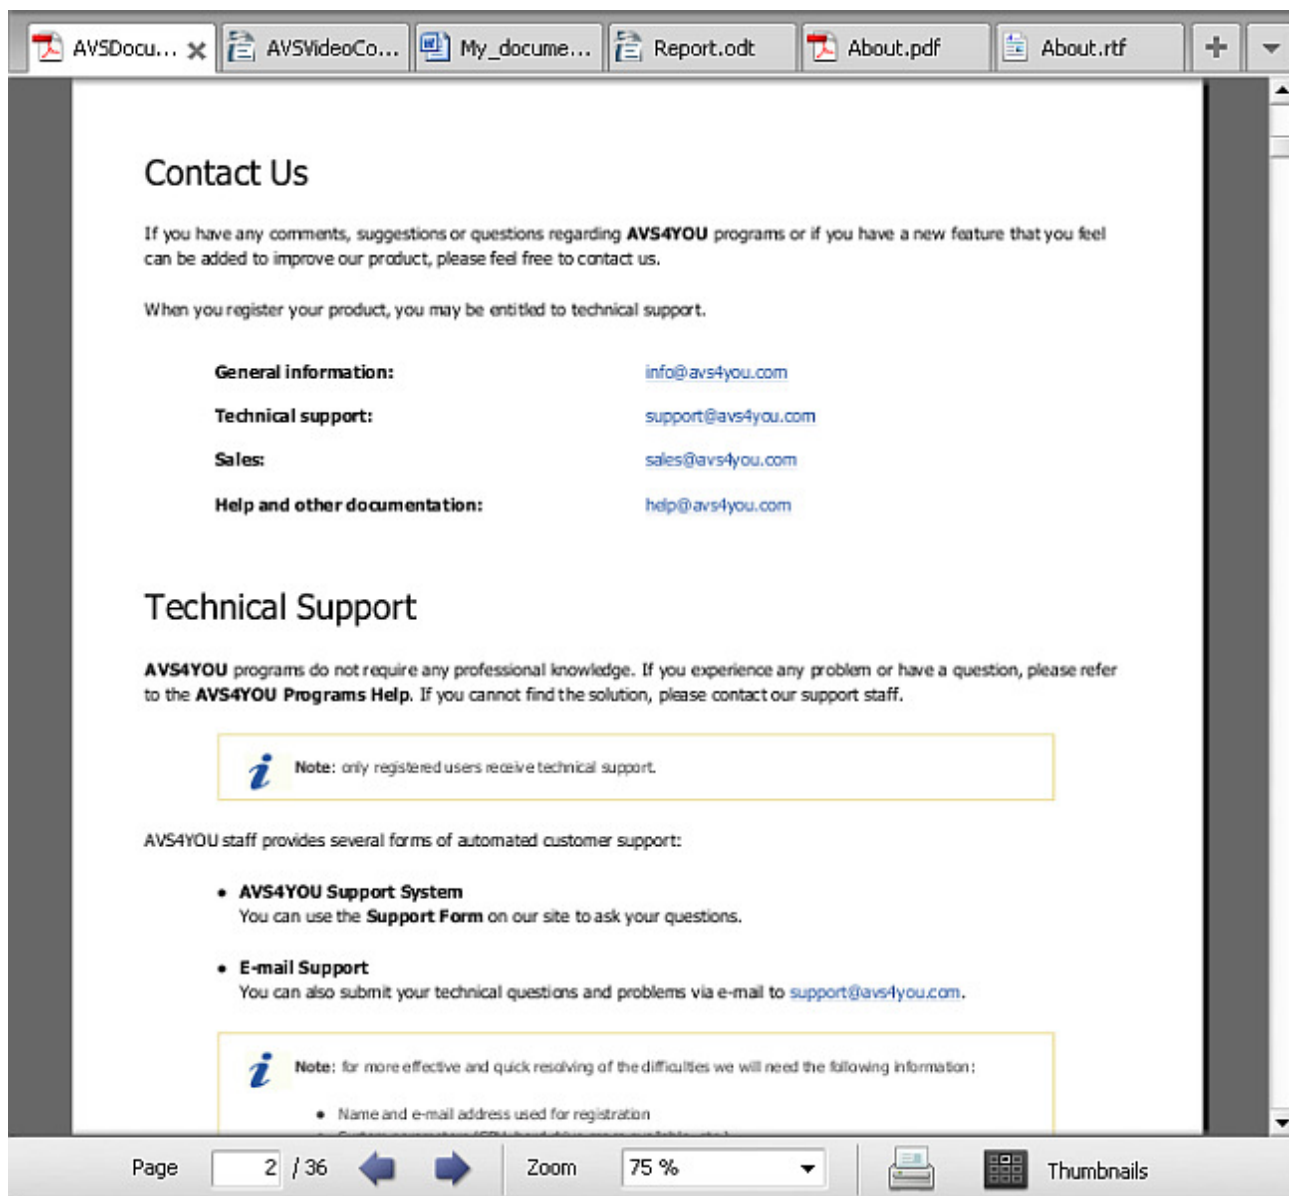 AVSDocu... AVSVideoCo... My_docume... Report.odt About.pdf About.rtf
Contact Us
If you have any comments, suggestions or questions regarding AVS4YOU programs or if you have a new feature that you feel
can be added to improve our product, please feel free to contact us.
When you register your product, you may be entitled to technical support.
General information: info@avs4you.com
Technical support: support@avs4you.com
Sales: sales@avs4you.com
Help and other documentation: help@avs4you.com
Technical Support
AVS4YOU programs do not require any professional knowledge. If you experience any problem or have a question, please refer
to the AVS4YOU Programs Help. If you cannot find the solution, please contact our support staff.
Note: only registered users receive technical support.
AVS4YOU staff provides several forms of automated customer support:
• AVS4YOU Support System
You can use the Support Form on our site to ask your questions.
• E-mail Support
You can also submit your technical questions and problems via e-mail to support@avs4you.com.
Note: for more effective and quick resolving of the difficulties we will need the following information:
• Name and e-mail address used for registration
Page 2 / 36 Zoom 75 % Thumbnails